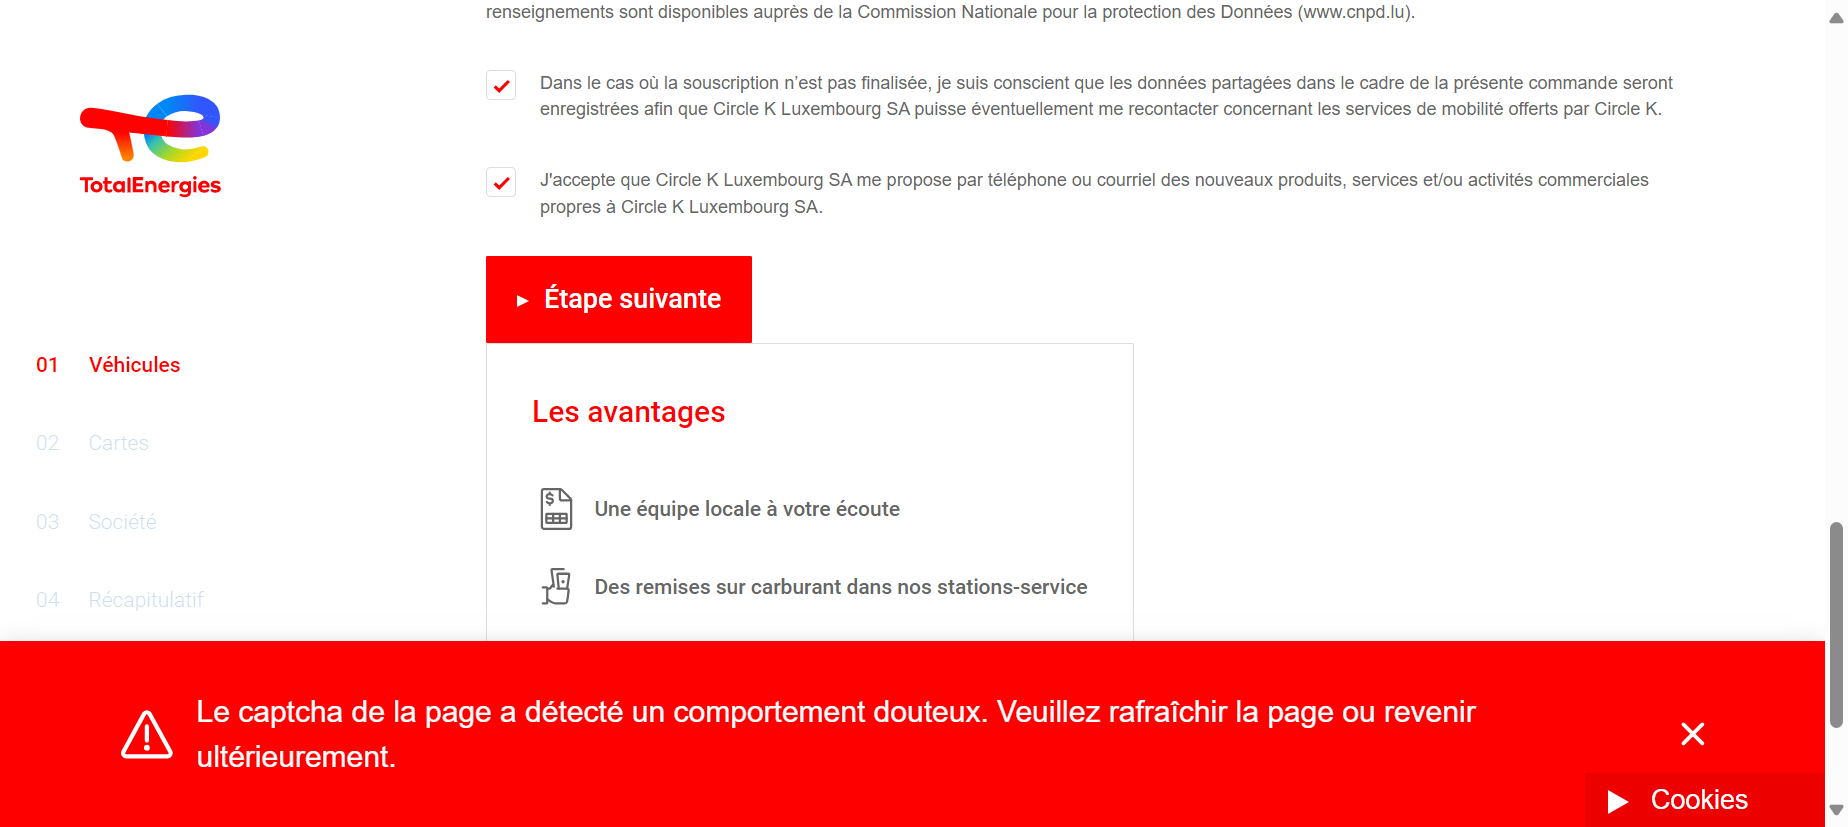 renseignements sont disponibles auprès de la Commission Nationale pour la protection des Données (www.cnpd.lu).
Dans le cas où la souscription n’est pas finalisée, je suis conscient que les données partagées dans le cadre de la présente commande seront
enregistrées afin que Circle K Luxembourg SA puisse éventuellement me recontacter concernant les services de mobilité offerts par Circle K.
TotalEnergies
J'accepte que Circle K Luxembourg SA me propose par téléphone ou courriel des nouveaux produits, services et/ou activités commerciales
propres à Circle K Luxembourg SA.
Étape suivante
01 Véhicules
02 Cartes
03 Société
04 Récapitulatif
Les avantages
Une équipe locale à votre écoute
Des remises sur carburant dans nos stations-service
Le captcha de la page a détecté un comportement douteux. Veuillez rafraîchir la page ou revenir
ultérieurement.
Cookies